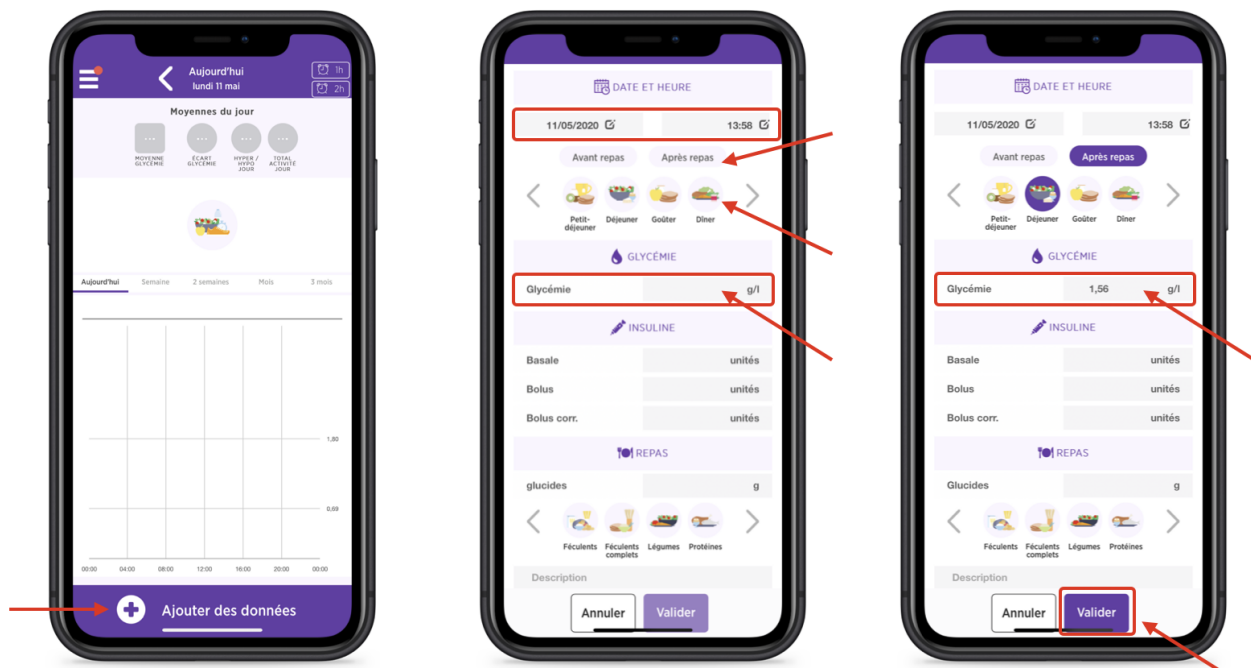 Aujourd'hui
lundi 11 mai
1h
2h
Moyennes du jour
MOYENNE GLYCÉMIE
ÉCART GLYCÉMIE
HYPER / HYPO JOUR
TOTAL ACTIVITÉ JOUR
Aujourd'hui Semaine 2 semaines Mois 3 mois
1,80
0,69
00:00 04:00 08:00 12:00 16:00 20:00 00:00
Ajouter des données
DATE ET HEURE
11/05/2020 13:58
Avant repas Après repas
Petit-déjeuner Déjeuner Goûter Dîner
GLYCÉMIE
Glycémie g/l
INSULINE
Basale unités
Bolus unités
Bolus corr. unités
REPAS
glucides g
Féculents Féculents complets Légumes Protéines
Description
Annuler Valider
DATE ET HEURE
11/05/2020 13:58
Avant repas Après repas
Petit-déjeuner Déjeuner Goûter Dîner
GLYCÉMIE
Glycémie 1,56 g/l
INSULINE
Basale unités
Bolus unités
Bolus corr. unités
REPAS
Glucides g
Féculents Féculents complets Légumes Protéines
Description
Annuler Valider